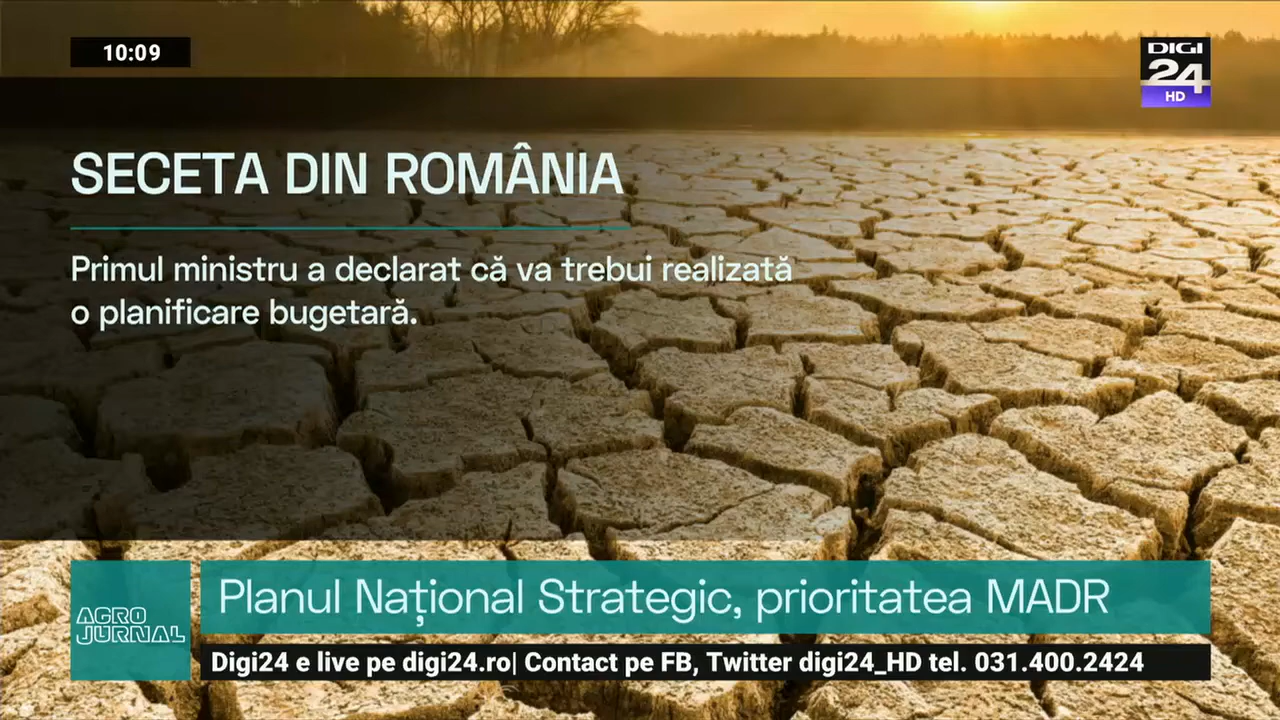 10:09
DIGI
24
HD
SECETA DIN ROMÂNIA
Primul ministru a declarat că va trebui realizată
o planificare bugetară.
Planul Național Strategic, prioritatea MADR
AGRO
JURNAL
Digi24 e live pe digi24.ro| Contact pe FB, Twitter digi24_HD tel. 031.400.2424